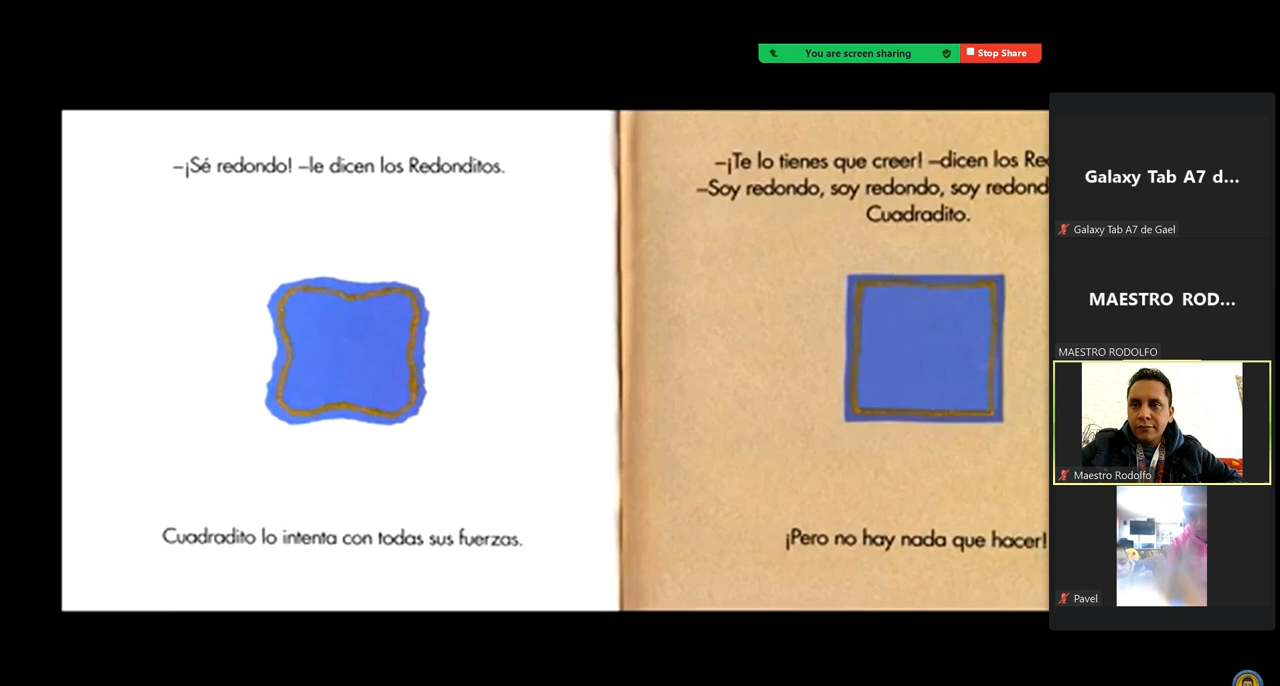 You are screen sharing
Stop Share
–¡Sé redondo! –le dicen los Redonditos.
Cuadradito lo intenta con todas sus fuerzas.
–¡Te lo tienes que creer! –dicen los Re
–Soy redondo, soy redondo, soy redond
Cuadradito.
¡Pero no hay nada que hacer!
Galaxy Tab A7 d...
Galaxy Tab A7 de Gael
MAESTRO ROD...
MAESTRO RODOLFO
Maestro Rodolfo
Pavel